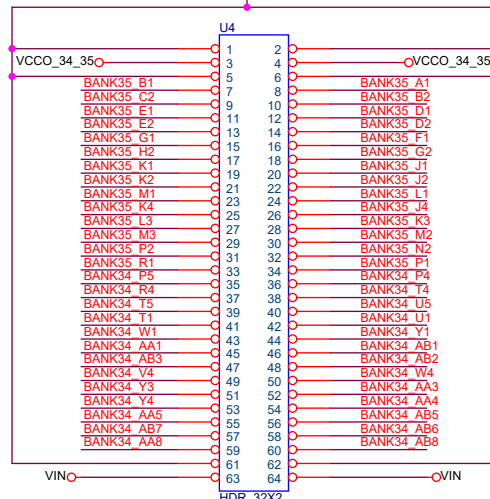 U4
1 2
VCCO_34_35 3 4 VCCO_34_35
5 6
BANK35_B1 7 8 BANK35_A1
BANK35_C2 9 10 BANK35_B2
BANK35_E1 11 12 BANK35_D1
BANK35_E2 13 14 BANK35_D2
BANK35_G1 15 16 BANK35_F1
BANK35_H2 17 18 BANK35_G2
BANK35_K1 19 20 BANK35_J1
BANK35_K2 21 22 BANK35_J2
BANK35_M1 23 24 BANK35_L1
BANK35_K4 25 26 BANK35_J4
BANK35_L3 27 28 BANK35_K3
BANK35_M3 29 30 BANK35_M2
BANK35_P2 31 32 BANK35_N2
BANK35_R1 33 34 BANK35_P1
BANK34_P5 35 36 BANK34_P4
BANK34_R4 37 38 BANK34_T4
BANK34_T5 39 40 BANK34_U5
BANK34_T1 41 42 BANK34_U1
BANK34_W1 43 44 BANK34_Y1
BANK34_AA1 45 46 BANK34_AB1
BANK34_AB3 47 48 BANK34_AB2
BANK34_V4 49 50 BANK34_W4
BANK34_Y3 51 52 BANK34_AA3
BANK34_Y4 53 54 BANK34_AA4
BANK34_AA5 55 56 BANK34_AB5
BANK34_AB7 57 58 BANK34_AB6
BANK34_AA8 59 60 BANK34_AB8
61 62
VIN 63 64 VIN
HDR_32X2